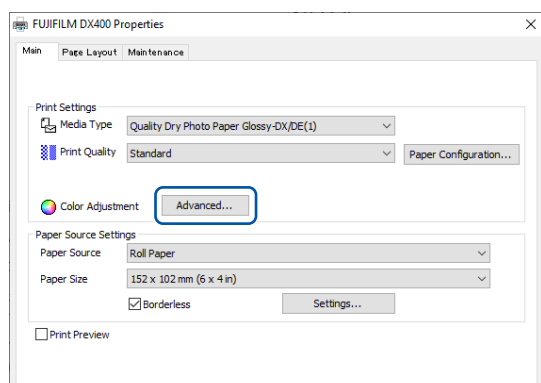 FUJIFILM DX400 Properties
Main Page Layout Maintenance
Print Settings
Media Type Quality Dry Photo Paper Glossy-DX/DE(1)
Print Quality Standard Paper Configuration...
Color Adjustment Advanced...
Paper Source Settings
Paper Source Roll Paper
Paper Size 152 x 102 mm (6 x 4 in)
Borderless Settings...
Print Preview